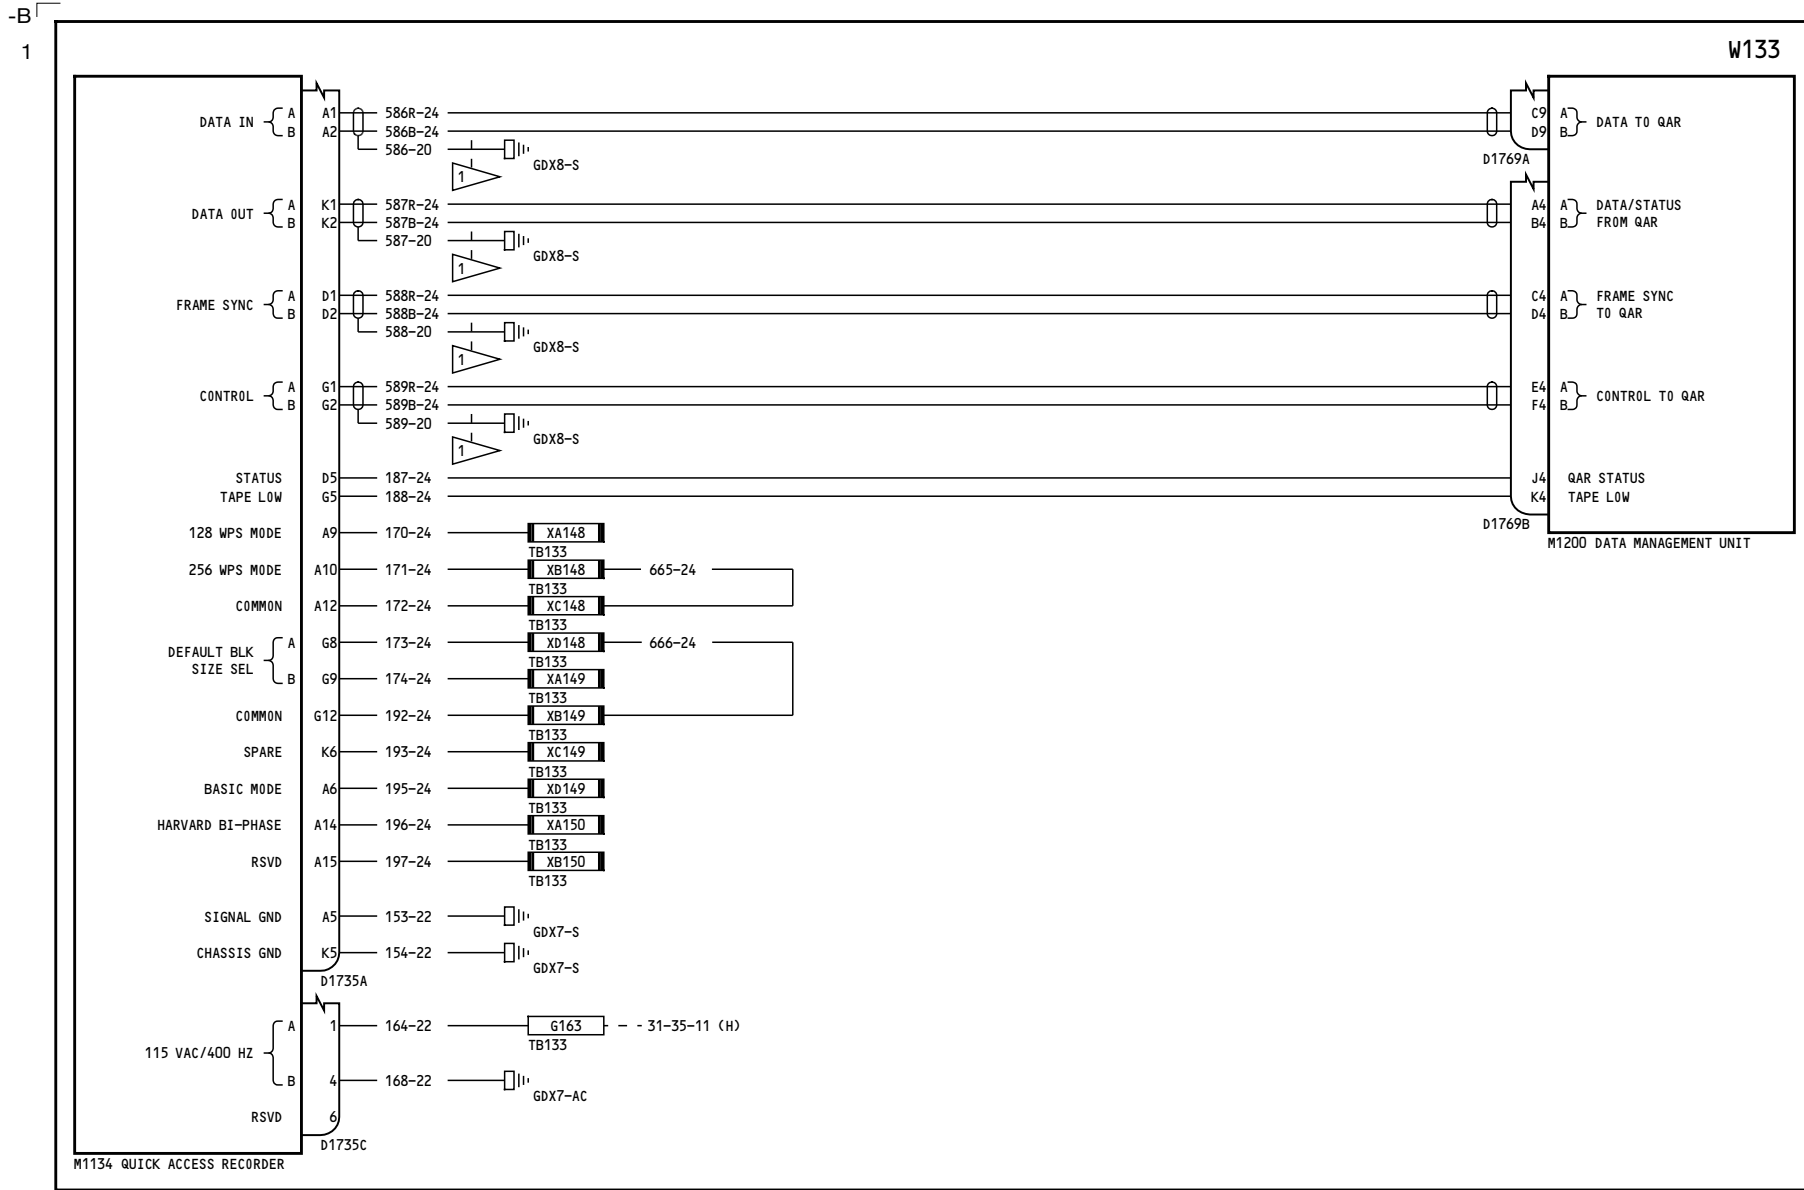 -B
1
W133
DATA IN A A1 586R-24 C9 A DATA TO QAR
B A2 586B-24 D9 B
586-20 GDX8-S D1769A
1
DATA OUT A K1 587R-24 A4 A DATA/STATUS
B K2 587B-24 B4 B FROM QAR
587-20 GDX8-S
1
FRAME SYNC A D1 588R-24 C4 A FRAME SYNC
B D2 588B-24 D4 B TO QAR
588-20 GDX8-S
1
CONTROL A G1 589R-24 E4 A CONTROL TO QAR
B G2 589B-24 F4 B
589-20 GDX8-S
1
STATUS D5 187-24 J4 QAR STATUS
TAPE LOW G5 188-24 K4 TAPE LOW
D1769B
M1200 DATA MANAGEMENT UNIT
128 WPS MODE A9 170-24 XA148
TB133
256 WPS MODE A10 171-24 XB148 665-24
TB133
COMMON A12 172-24 XC148
TB133
DEFAULT BLK A G8 173-24 XD148 666-24
TB133
SIZE SEL B G9 174-24 XA149
TB133
COMMON G12 192-24 XB149
TB133
SPARE K6 193-24 XC149
TB133
BASIC MODE A6 195-24 XD149
TB133
HARVARD BI-PHASE A14 196-24 XA150
TB133
RSVD A15 197-24 XB150
TB133
SIGNAL GND A5 153-22 GDX7-S
CHASSIS GND K5 154-22 GDX7-S
D1735A
115 VAC/400 HZ A 1 164-22 G163 31-35-11 (H)
TB133
B 4 168-22 GDX7-AC
RSVD 6
D1735C
M1134 QUICK ACCESS RECORDER